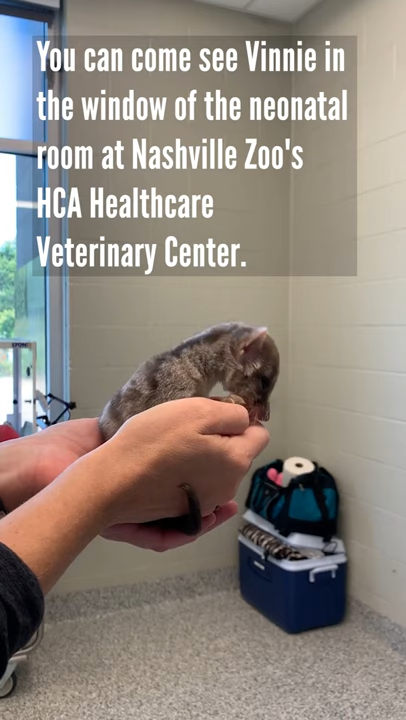 You can come see Vinnie in
the window of the neonatal
room at Nashville Zoo's
HCA Healthcare
Veterinary Center.